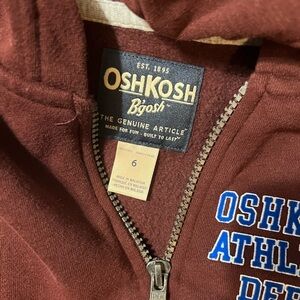 EST. 1895
OSHKOSH
B'gosh
THE GENUINE ARTICLE
MADE FOR FUN - BUILT TO LAST
6
OSHK
ATHL
DEP